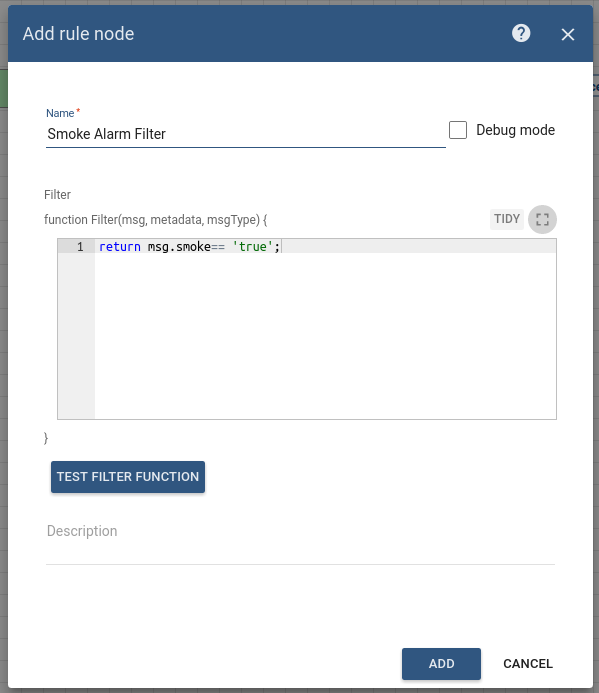 Add rule node
?
Name *
Smoke Alarm Filter
Debug mode
Filter
function Filter(msg, metadata, msgType) {
TIDY
1 return msg.smoke== 'true';
}
TEST FILTER FUNCTION
Description
ADD CANCEL